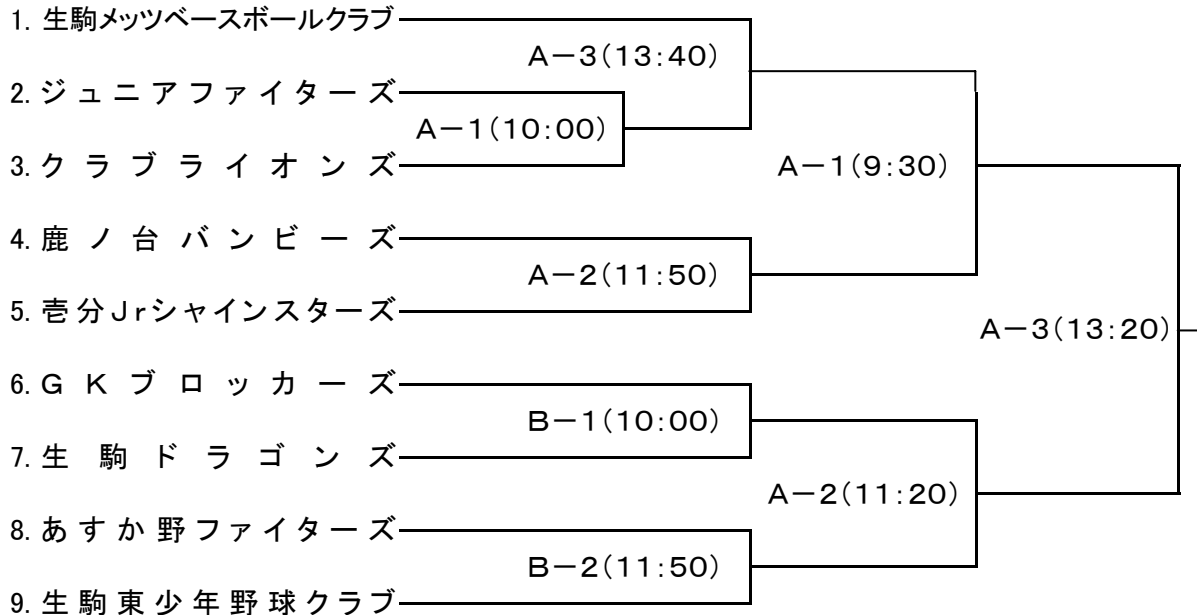 1. 生駒メッツベースボールクラブ
A－3(13:40)
2. ジュニアファイターズ
A－1(10:00)
3. クラブライオンズ
A－1(9:30)
4. 鹿ノ台バンビーズ
A－2(11:50)
5. 壱分Jrシャインスターズ
A－3(13:20)
6. GKブロッカーズ
B－1(10:00)
7. 生駒ドラゴンズ
A－2(11:20)
8. あすか野ファイターズ
B－2(11:50)
9. 生駒東少年野球クラブ